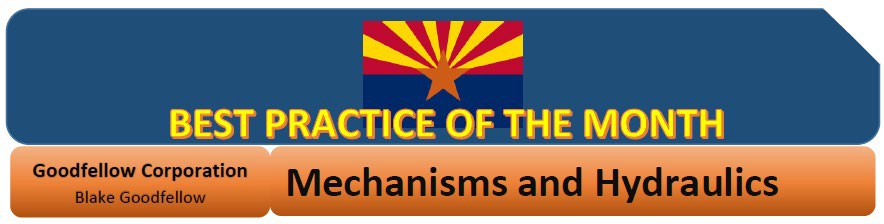 BEST PRACTICE OF THE MONTH
Goodfellow Corporation
Blake Goodfellow
Mechanisms and Hydraulics